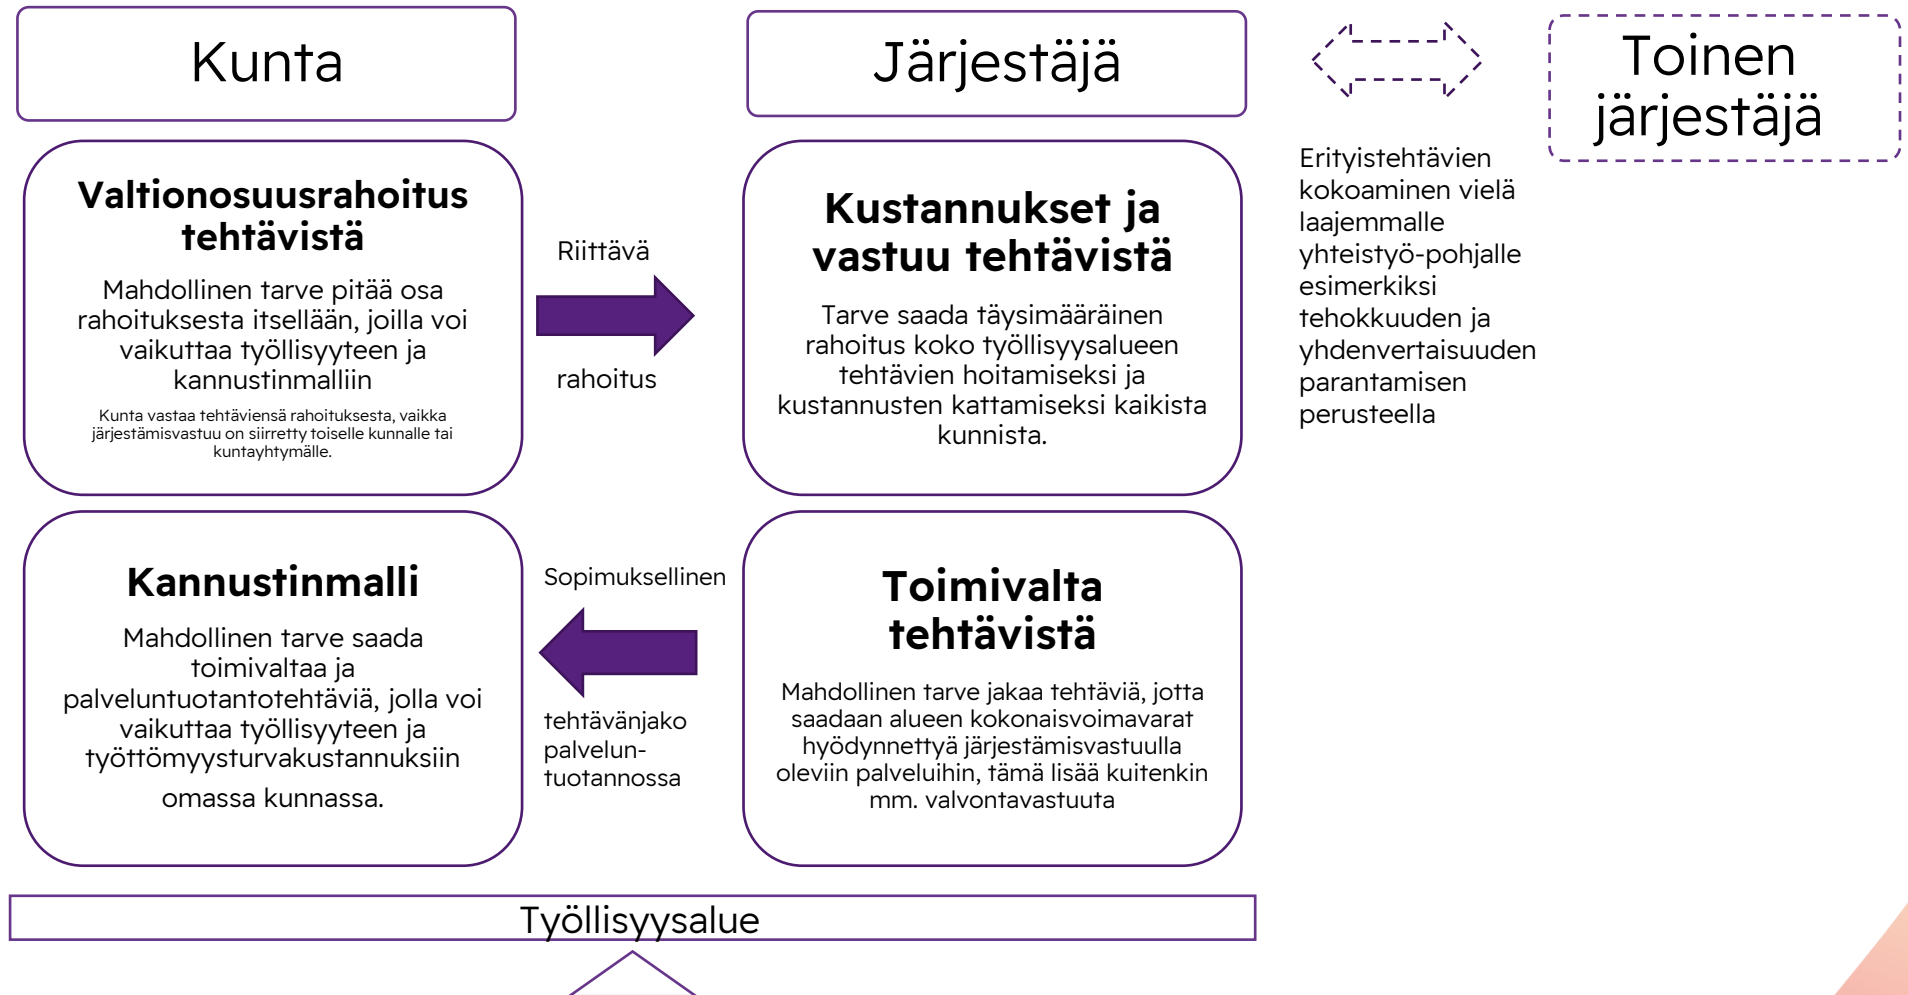 Kunta
Valtionosuusrahoitus
tehtävistä
Mahdollinen tarve pitää osa
rahoituksesta itsellään, joilla voi
vaikuttaa työllisyyteen ja
kannustinmalliin
Kunta vastaa tehtäviensä rahoituksesta, vaikka
järjestämisvastuu on siirretty toiselle kunnalle tai
kuntayhtymälle.
Riittävä
rahoitus
Järjestäjä
Kustannukset ja
vastuu tehtävistä
Tarve saada täysimääräinen
rahoitus koko työllisyysalueen
tehtävien hoitamiseksi ja
kustannusten kattamiseksi kaikista
kunnista.
Toinen
järjestäjä
Erityistehtävien
kokoaminen vielä
laajemmalle
yhteistyö-pohjalle
esimerkiksi
tehokkuuden ja
yhdenvertaisuuden
parantamisen
perusteella
Kannustinmalli
Mahdollinen tarve saada
toimivaltaa ja
palveluntuotantotehtäviä, jolla voi
vaikuttaa työllisyyteen ja
työttömyysturvakustannuksiin
omassa kunnassa.
Sopimuksellinen
tehtävänjako
palvelun-
tuotannossa
Toimivalta
tehtävistä
Mahdollinen tarve jakaa tehtäviä, jotta
saadaan alueen kokonaisvoimavarat
hyödynnettyä järjestämisvastuulla
oleviin palveluihin, tämä lisää kuitenkin
mm. valvontavastuuta
Työllisyysalue